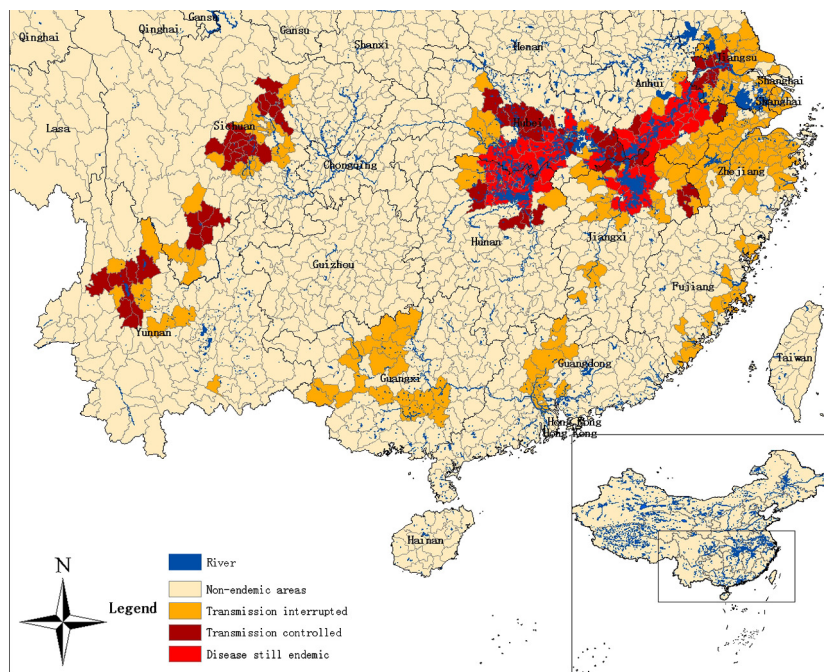 Gansu
Qinghai
Qinghai
Gansu
Shanxi
Henan
Jiangsu
Anhui
Shanghai
Shanghai
Lasa
Sichuan
Hubei
Chongqing
Zhejiang
Hunan
Jiangxi
Guizhou
Fujiang
Yunnan
Guangxi
Guangdong
Taiwan
Hong Kong
Hong Kong
Hainan
N
Legend
River
Non-endemic areas
Transmission interrupted
Transmission controlled
Disease still endemic